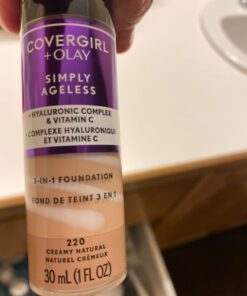 COVERGIRL
+OLAY
SIMPLY
AGELESS
+ HYALURONIC COMPLEX
& VITAMIN C
+ COMPLEXE HYALURONIQUE
ET VITAMINE C
3-IN-1 FOUNDATION
FOND DE TEINT 3 EN 1
220
CREAMY NATURAL
NATUREL CRÉMEUX
30 mL (1 FL OZ)